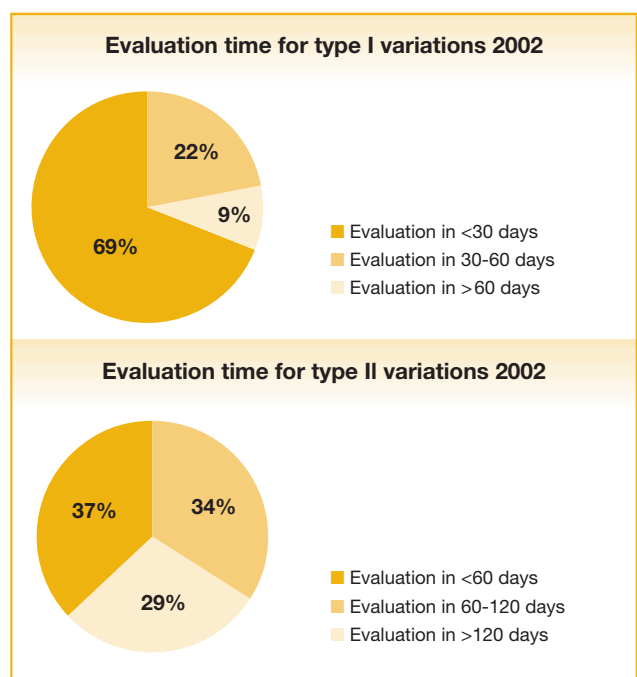 Evaluation time for type I variations 2002
22%
9%
69%
Evaluation in <30 days
Evaluation in 30-60 days
Evaluation in >60 days
Evaluation time for type II variations 2002
37%
34%
29%
Evaluation in <60 days
Evaluation in 60-120 days
Evaluation in >120 days